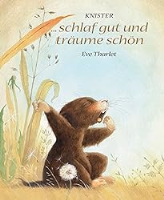 KNISTER
...schlaf gut und
träume schön
Eve Tharlet